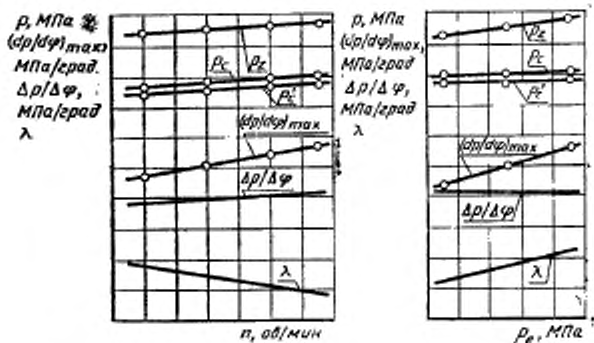 p, МПа
(dp/dφ)max,
МПа/град
Δp/Δφ,
МПа/град
λ
pz
pc
pc'
(dp/dφ)max
Δp/Δφ
λ
n, об/мин
p, МПа
(dp/dφ)max,
МПа/град
Δp/Δφ,
МПа/град
λ
pz
pc
pc'
(dp/dφ)max
Δp/Δφ
λ
pe, МПа